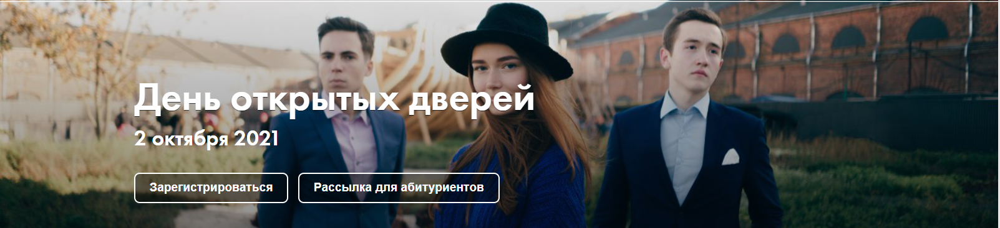 День открытых дверей
2 октября 2021
Зарегистрироваться
Рассылка для абитуриентов